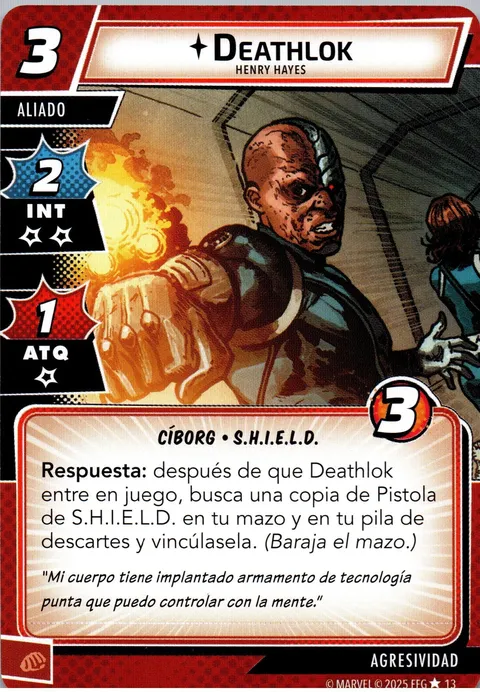 3
DEATHLOK
HENRY HAYES
ALIADO
2
INT
1
ATQ
3
CÍBORG • S.H.I.E.L.D.
Respuesta: después de que Deathlok
entre en juego, busca una copia de Pistola
de S.H.I.E.L.D. en tu mazo y en tu pila de
descartes y vincúlasela. (Baraja el mazo.)
"Mi cuerpo tiene implantado armamento de tecnología
punta que puedo controlar con la mente."
AGRESIVIDAD
© MARVEL © 2025 FFG ★ 13